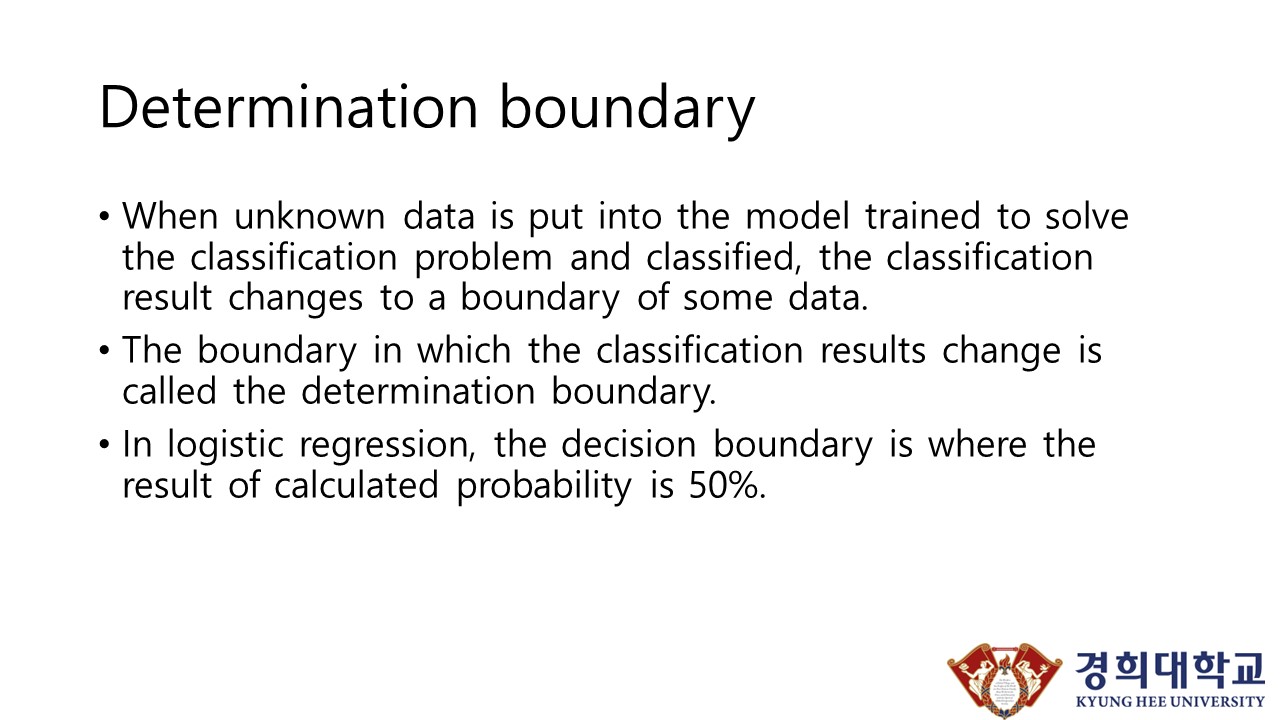 Determination boundary
• When unknown data is put into the model trained to solve
the classification problem and classified, the classification
result changes to a boundary of some data.
• The boundary in which the classification results change is
called the determination boundary.
• In logistic regression, the decision boundary is where the
result of calculated probability is 50%.
경희대학교
KYUNG HEE UNIVERSITY